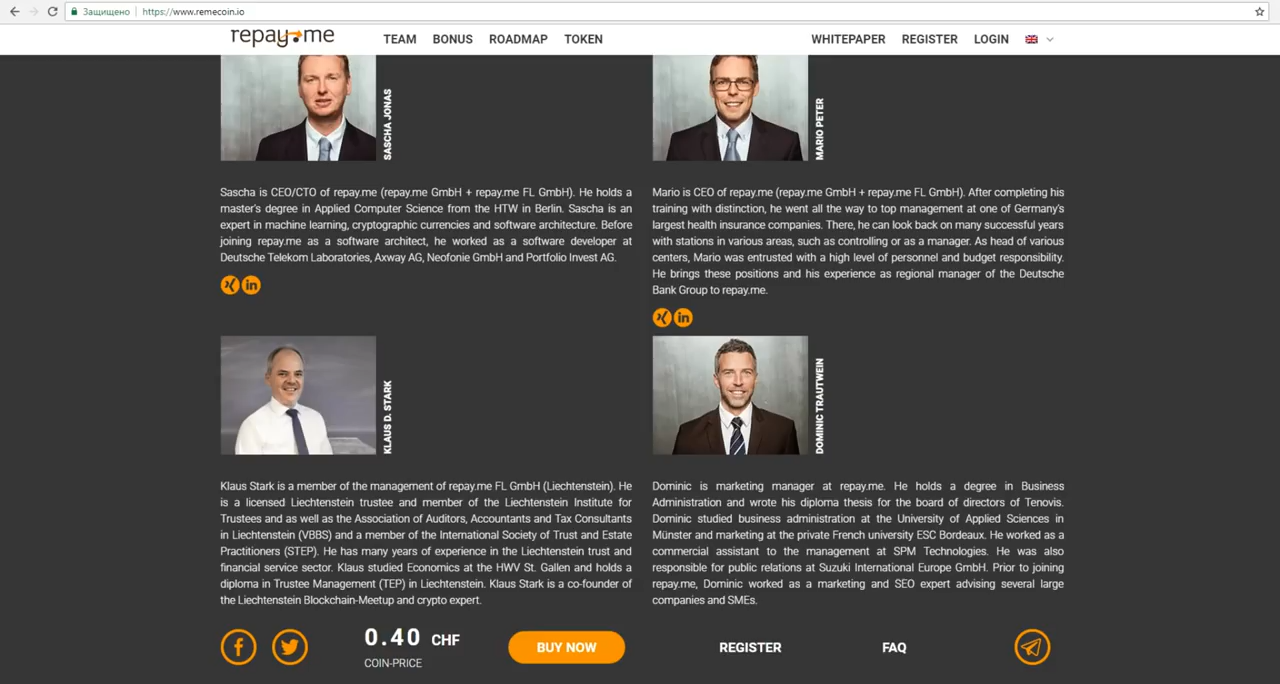 Защищено https://www.remecoin.io
repay.me TEAM BONUS ROADMAP TOKEN WHITEPAPER REGISTER LOGIN
SASCHA JONAS
Sascha is CEO/CTO of repay.me (repay.me GmbH + repay.me FL GmbH). He holds a
master's degree in Applied Computer Science from the HTW in Berlin. Sascha is an
expert in machine learning, cryptographic currencies and software architecture. Before
joining repay.me as a software architect, he worked as a software developer at
Deutsche Telekom Laboratories, Axway AG, Neofonie GmbH and Portfolio Invest AG.
MARIO PETER
Mario is CEO of repay.me (repay.me GmbH + repay.me FL GmbH). After completing his
training with distinction, he went all the way to top management at one of Germany's
largest health insurance companies. There, he can look back on many successful years
with stations in various areas, such as controlling or as a manager. As head of various
centers, Mario was entrusted with a high level of personnel and budget responsibility.
He brings these positions and his experience as regional manager of the Deutsche
Bank Group to repay.me.
KLAUS D. STARK
Klaus Stark is a member of the management of repay.me FL GmbH (Liechtenstein). He
is a licensed Liechtenstein trustee and member of the Liechtenstein Institute for
Trustees and as well as the Association of Auditors, Accountants and Tax Consultants
in Liechtenstein (VBBS) and a member of the International Society of Trust and Estate
Practitioners (STEP). He has many years of experience in the Liechtenstein trust and
financial service sector. Klaus studied Economics at the HWV St. Gallen and holds a
diploma in Trustee Management (TEP) in Liechtenstein. Klaus Stark is a co-founder of
the Liechtenstein Blockchain-Meetup and crypto expert.
DOMINIC TRAUTWEIN
Dominic is marketing manager at repay.me. He holds a degree in Business
Administration and wrote his diploma thesis for the board of directors of Tenovis.
Dominic studied business administration at the University of Applied Sciences in
Münster and marketing at the private French university ESC Bordeaux. He worked as a
commercial assistant to the management at SPM Technologies. He was also
responsible for public relations at Suzuki International Europe GmbH. Prior to joining
repay.me, Dominic worked as a marketing and SEO expert advising several large
companies and SMEs.
0.40 CHF
COIN-PRICE
BUY NOW
REGISTER
FAQ